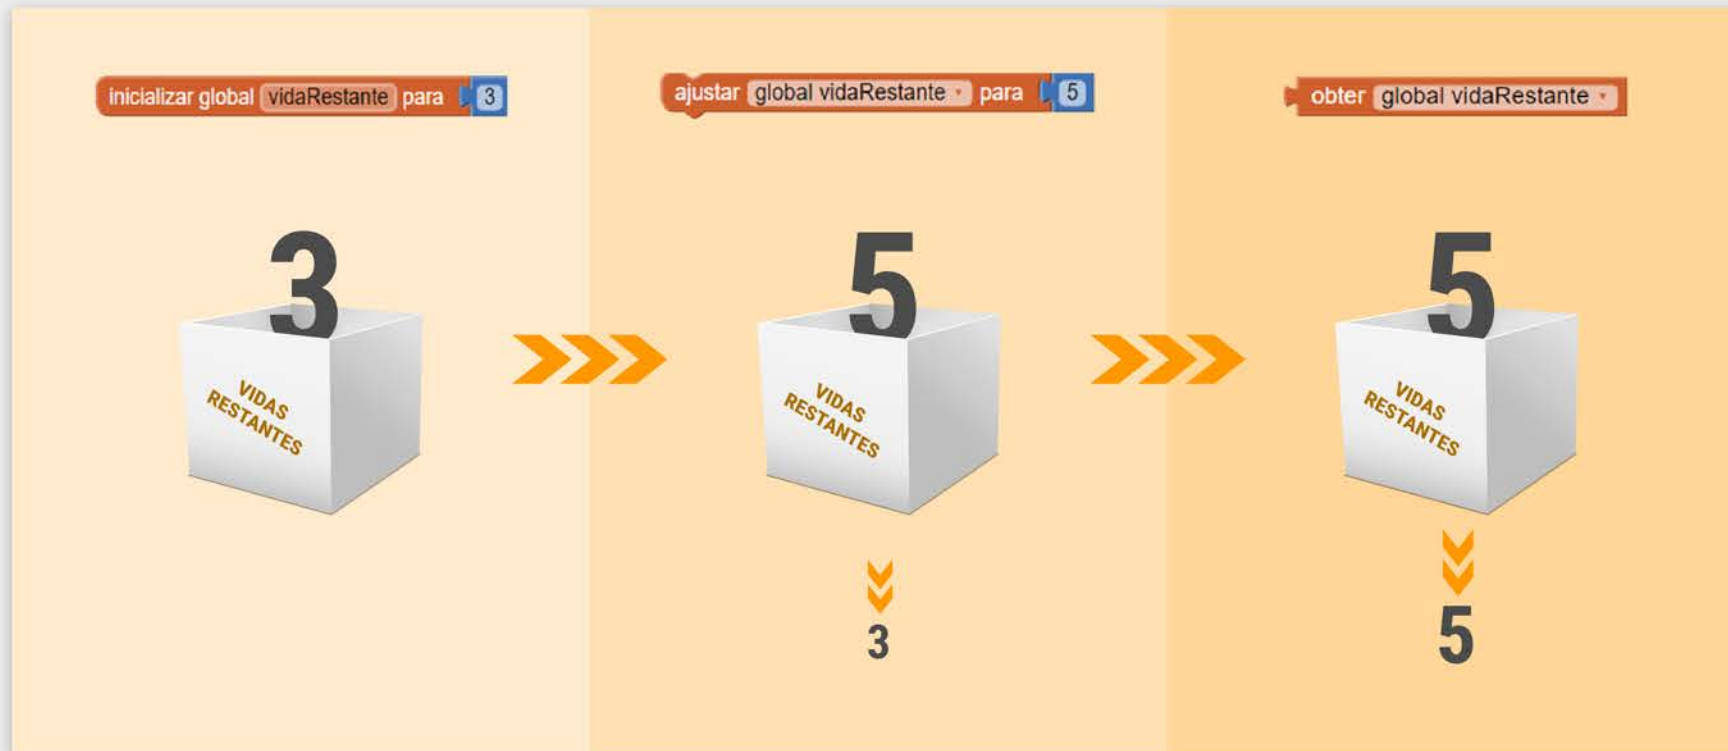 inicializar global vidaRestante para 3
ajustar global vidaRestante para 5
obter global vidaRestante
3
VIDAS
RESTANTES
5
VIDAS
RESTANTES
3
5
VIDAS
RESTANTES
5